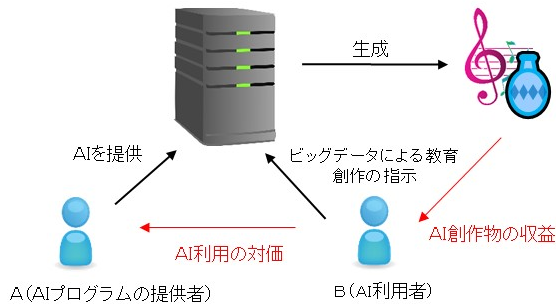 生成
AIを提供
ビッグデータによる教育
創作の指示
AI利用の対価
AI創作物の収益
A(AIプログラムの提供者)
B(AI利用者)